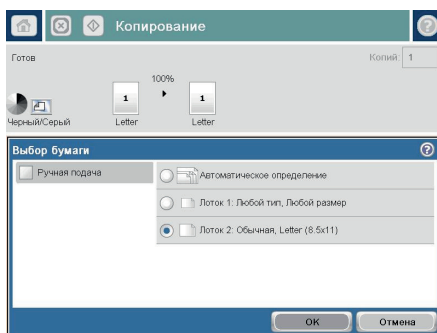 Копирование
Готов
Копий: 1
100%
1
1
Черный/Серый
Letter
Letter
Выбор бумаги
Ручная подача
Автоматическое определение
Лоток 1: Любой тип, Любой размер
Лоток 2: Обычная, Letter (8.5x11)
OK
Отмена